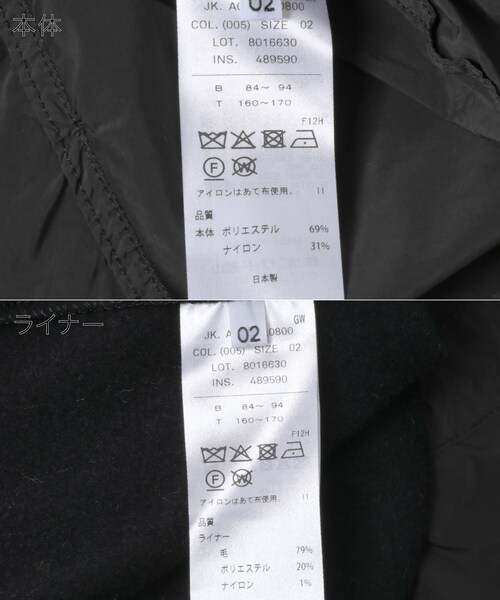 本体
JK. A 02 0800
COL. (005) SIZE 02
LOT. 8016630
INS. 489590
B 84〜 94
T 160〜170
F12H
F W
アイロンはあて布使用。 II
品質
本体 ポリエステル 69%
ナイロン 31%
日本製
ライナー
GW
JK. A 02 0800
COL. (005) SIZE 02
LOT. 8016630
INS. 489590
B 84〜 94
T 160〜170
F12H
F W
アイロンはあて布使用。 II
品質
ライナー
毛 79%
ポリエステル 20%
ナイロン 1%